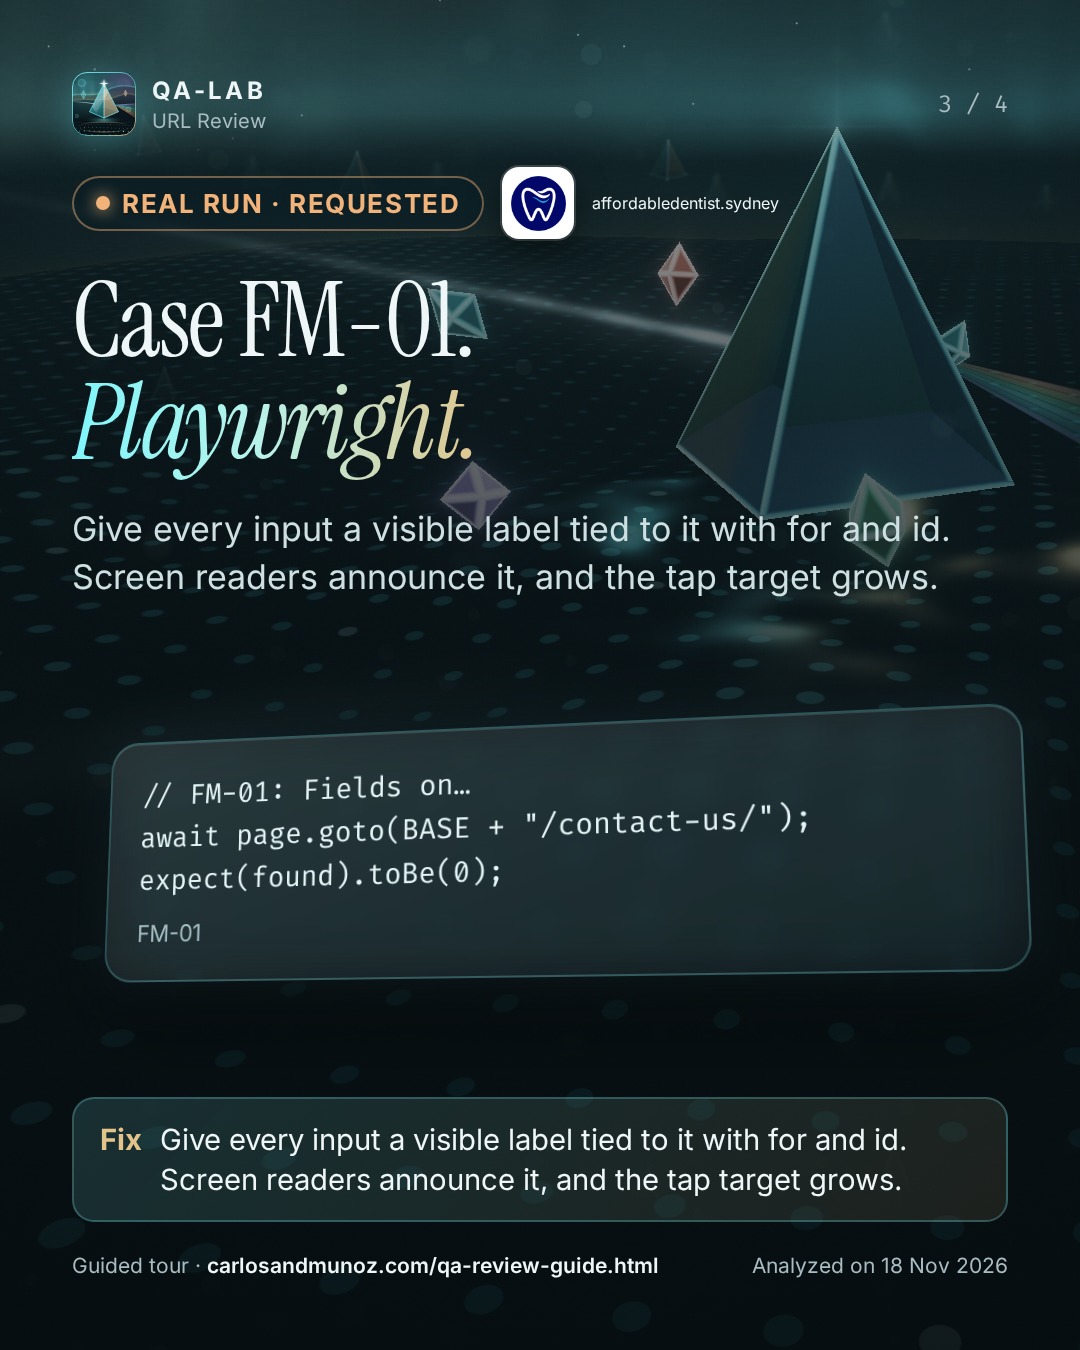 QA-LAB
URL Review
3 / 4
REAL RUN · REQUESTED
affordabledentist.sydney
Case FM-01.
Playwright.
Give every input a visible label tied to it with for and id.
Screen readers announce it, and the tap target grows.
// FM-01: Fields on…
await page.goto(BASE + "/contact-us/");
expect(found).toBe(0);
FM-01
Fix Give every input a visible label tied to it with for and id.
Screen readers announce it, and the tap target grows.
Guided tour · carlosandmunoz.com/qa-review-guide.html
Analyzed on 18 Nov 2026